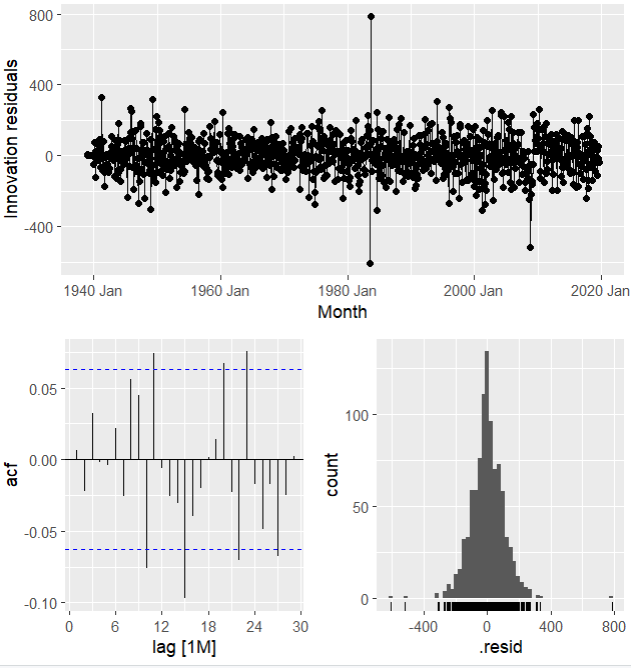 800
400
0
-400
Innovation residuals
1940 Jan
1960 Jan
1980 Jan
2000 Jan
2020 Jan
Month
0.05
0.00
-0.05
-0.10
acf
0
6
12
18
24
30
lag [1M]
100
50
0
count
-400
0
400
800
.resid